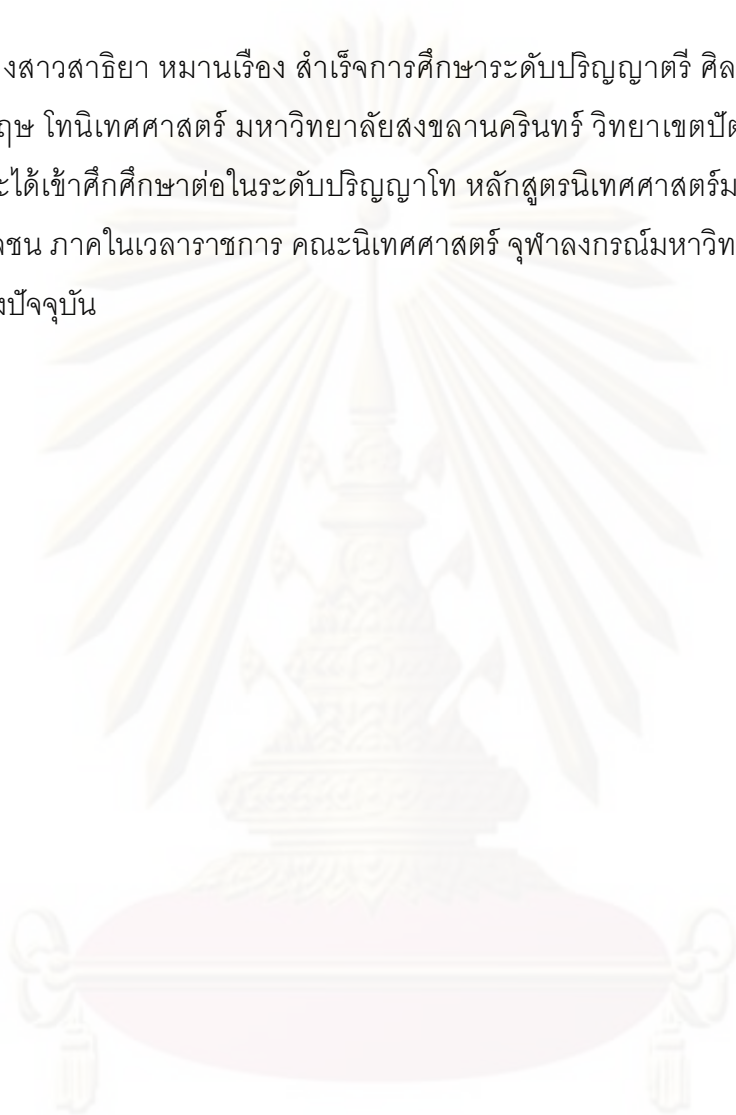 งสาวสาธิยา หมานเรือง สำเร็จการศึกษาระดับปริญญาตรี ศิล
ฤษ โทนิเทศศาสตร์ มหาวิทยาลัยสงขลานครินทร์ วิทยาเขตปัต
ะได้เข้าศึกศึกษาต่อในระดับปริญญาโท หลักสูตรนิเทศศาสตร์ม
ลชน ภาคในเวลาราชการ คณะนิเทศศาสตร์ จุฬาลงกรณ์มหาวิท
งปัจจุบัน